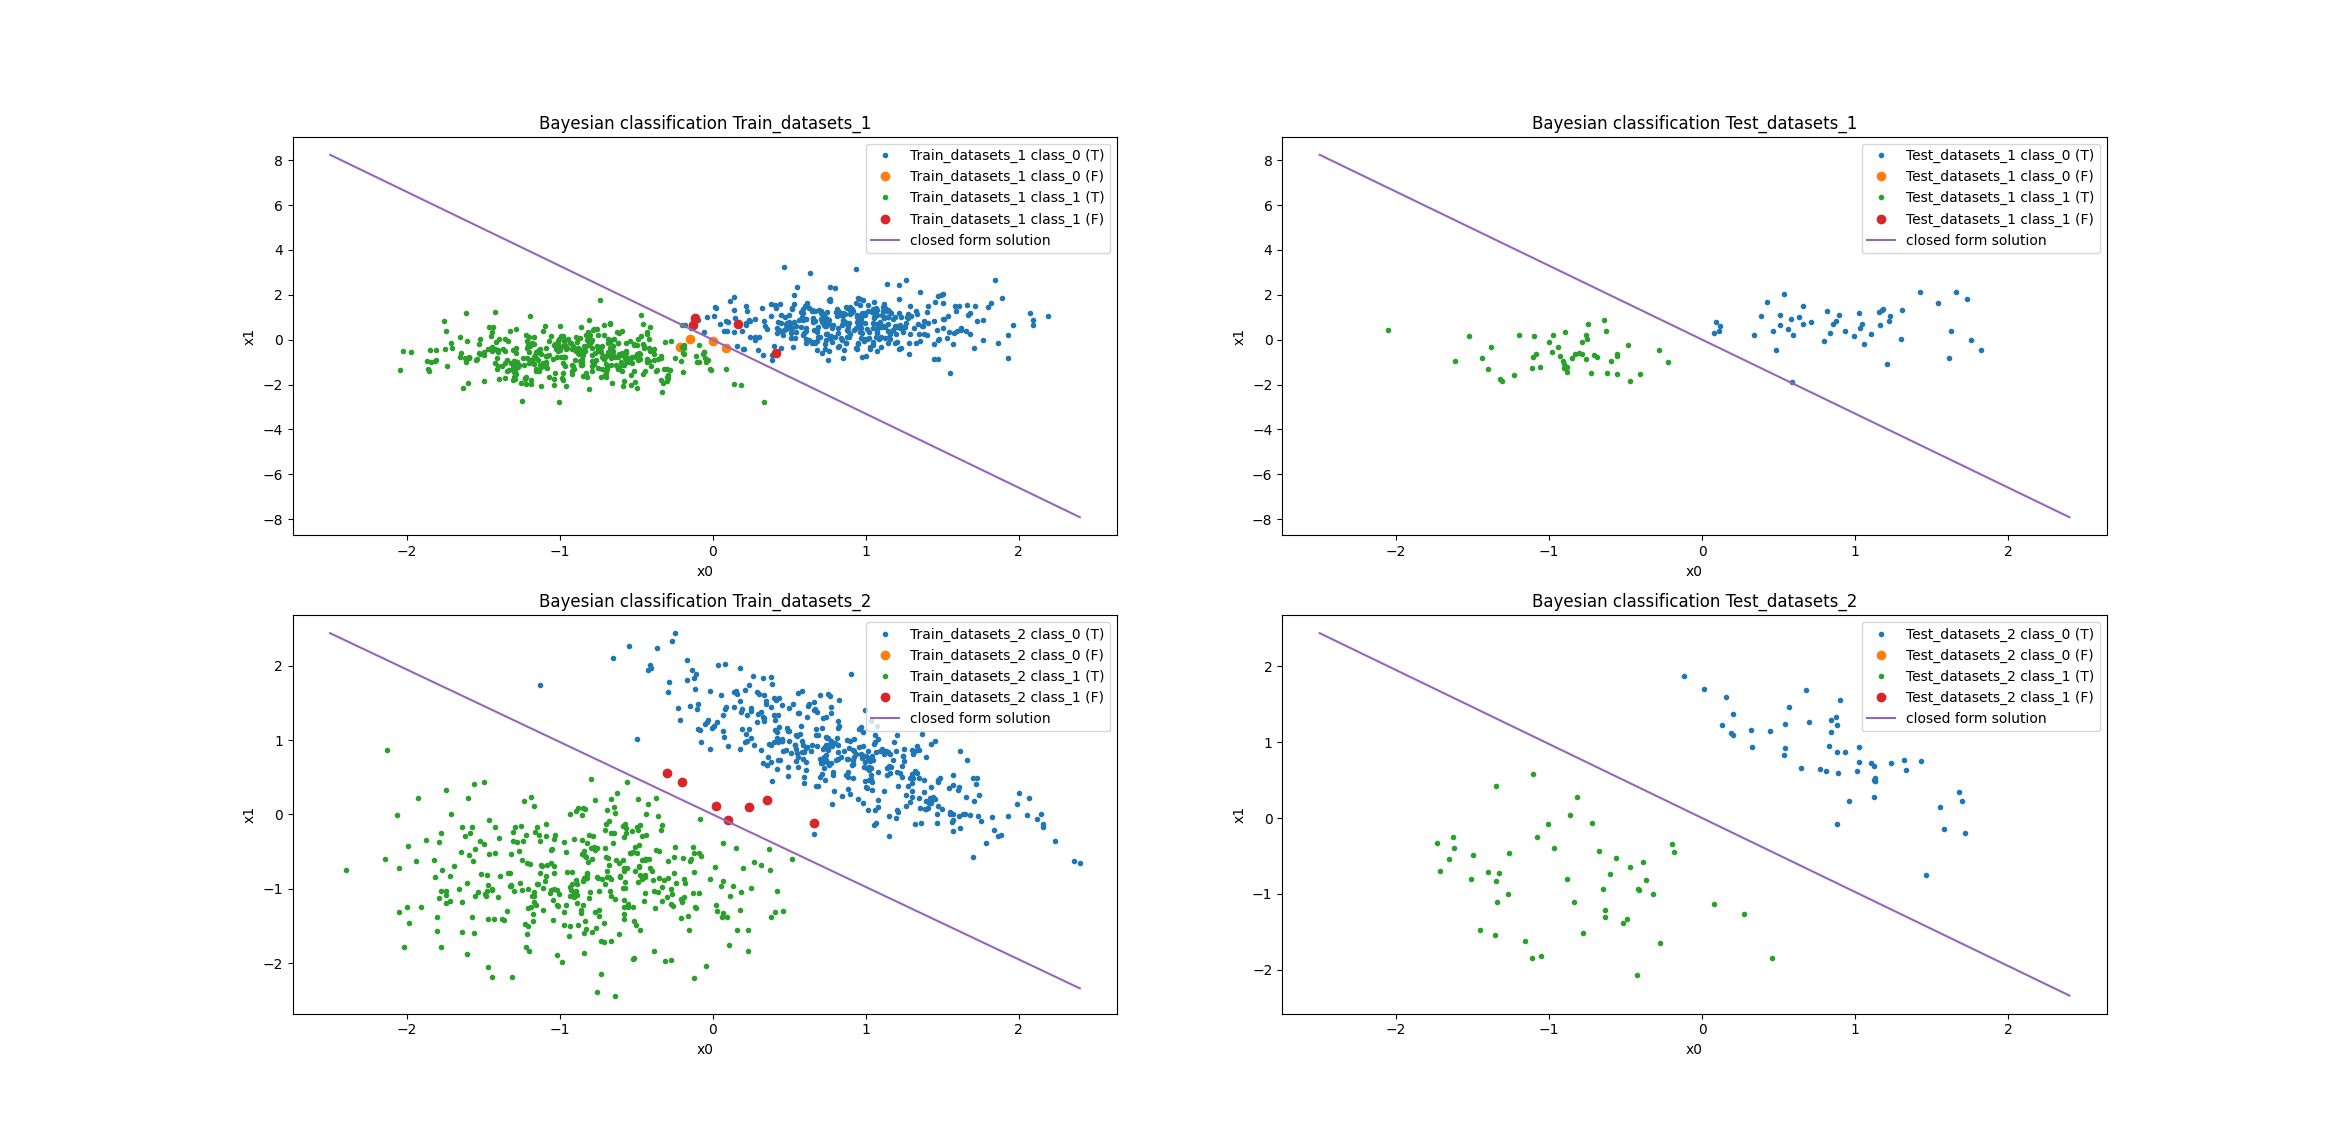 Bayesian classification Train_datasets_1
8
6
4
2
0
−2
−4
−6
−8
x1
−2
−1
0
1
2
x0
Train_datasets_1 class_0 (T)
Train_datasets_1 class_0 (F)
Train_datasets_1 class_1 (T)
Train_datasets_1 class_1 (F)
closed form solution
Bayesian classification Test_datasets_1
8
6
4
2
0
−2
−4
−6
−8
x1
−2
−1
0
1
2
x0
Test_datasets_1 class_0 (T)
Test_datasets_1 class_0 (F)
Test_datasets_1 class_1 (T)
Test_datasets_1 class_1 (F)
closed form solution
Bayesian classification Train_datasets_2
2
1
0
−1
−2
x1
−2
−1
0
1
2
x0
Train_datasets_2 class_0 (T)
Train_datasets_2 class_0 (F)
Train_datasets_2 class_1 (T)
Train_datasets_2 class_1 (F)
closed form solution
Bayesian classification Test_datasets_2
2
1
0
−1
−2
x1
−2
−1
0
1
2
x0
Test_datasets_2 class_0 (T)
Test_datasets_2 class_0 (F)
Test_datasets_2 class_1 (T)
Test_datasets_2 class_1 (F)
closed form solution